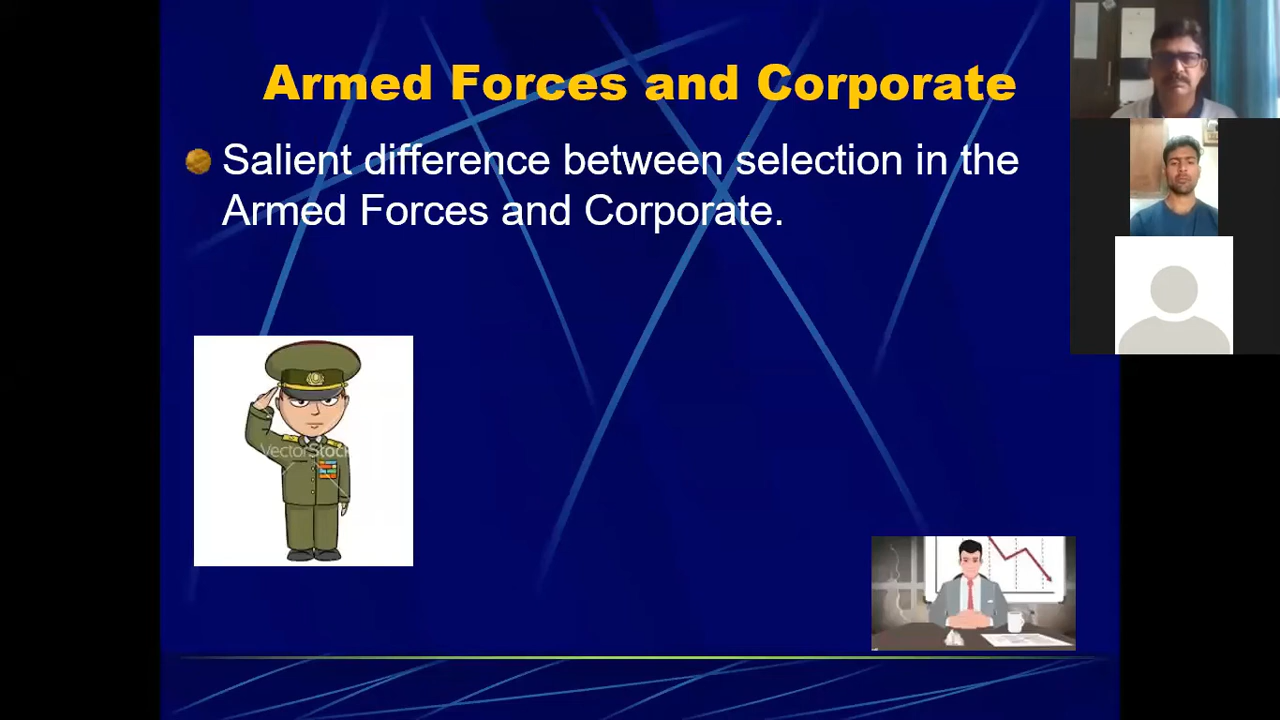 Armed Forces and Corporate
Salient difference between selection in the
Armed Forces and Corporate.
VectorStock